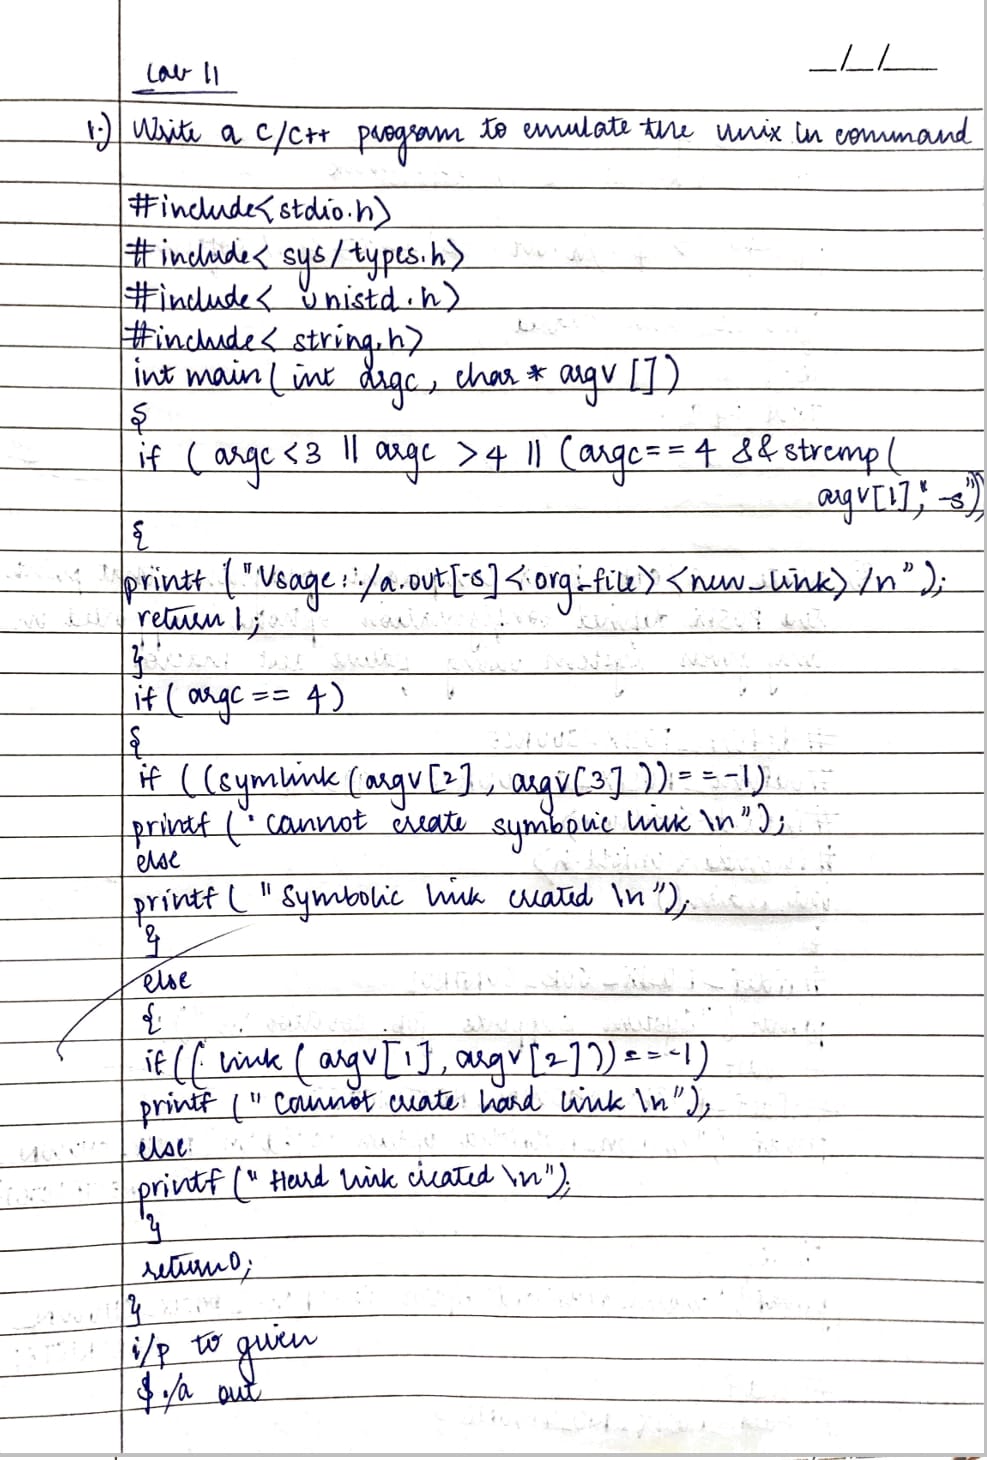 Lab 11
_/_/_
1.) Write a C/C++ program to emulate the unix ln command
#include<stdio.h>
#include< sys/types.h>
#include< unistd.h>
#include< string.h>
int main( int argc, char * argv [])
{
if ( argc <3 || argc >4 || (argc== 4 && strcmp(
argv[1], "-s"))
{
printf ("Usage: ./a.out[-s] <org-file> <new_link> /n");
return 1;
}
if ( argc == 4)
{
if ((symlink (argv[2], argv[3] )) == -1)
printf (" cannot create symbolic link \n");
else
printf ( " Symbolic link created \n");
}
else
{
if (( link ( argv[1], argv[2])) == -1)
printf (" Cannot create hard link \n");
else
printf (" Hard link created \n");
}
return 0;
}
i/p to given
$ ./a out